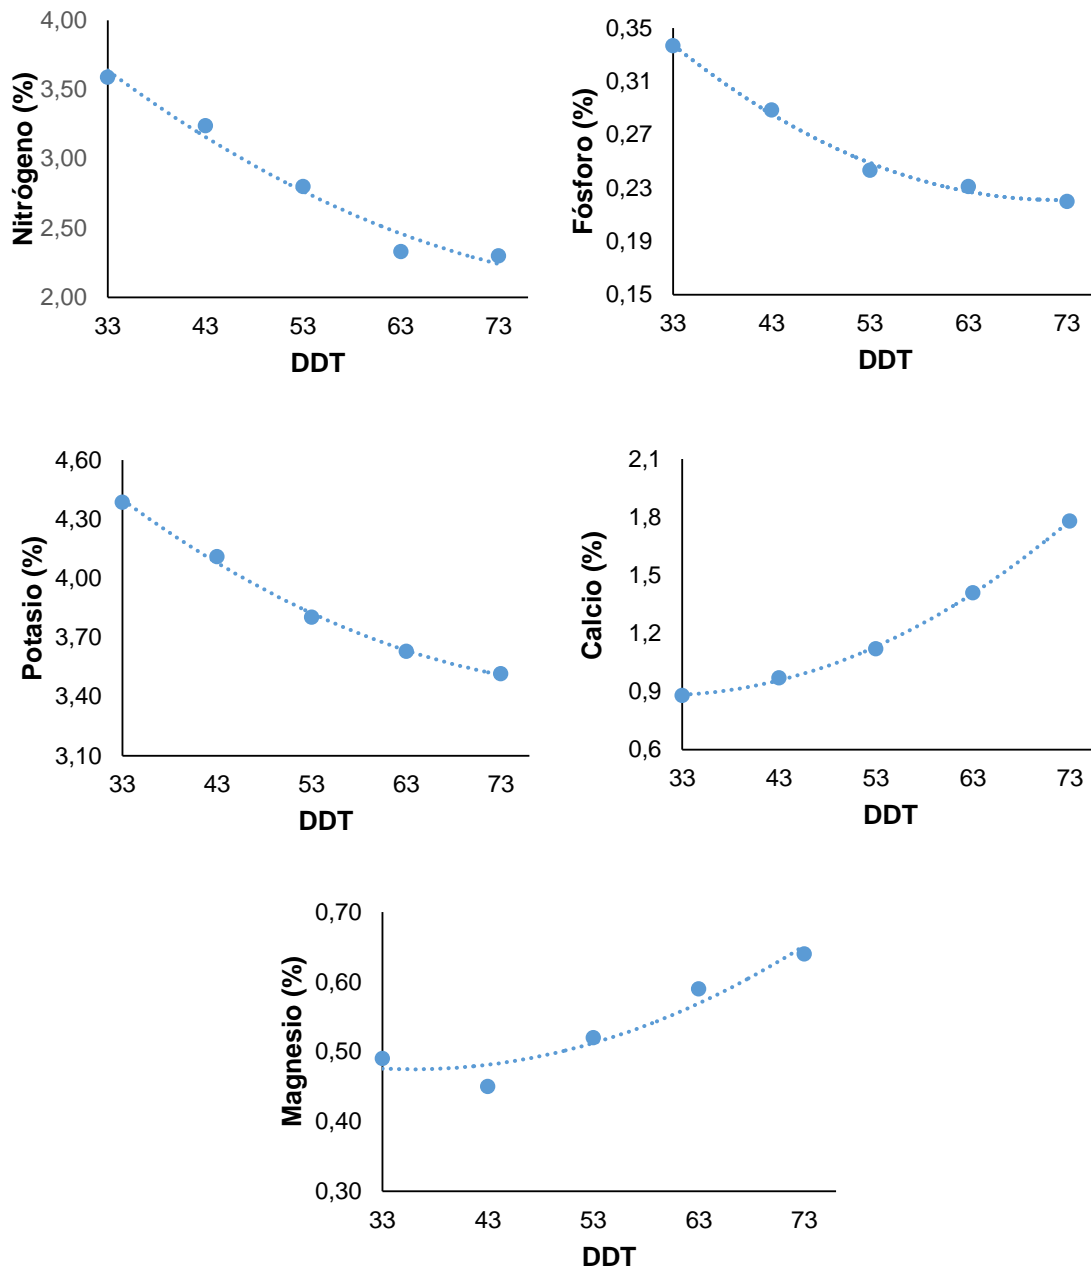 Nitrógeno (%)
4,00
3,50
3,00
2,50
2,00
33 43 53 63 73
DDT
Fósforo (%)
0,35
0,31
0,27
0,23
0,19
0,15
33 43 53 63 73
DDT
Potasio (%)
4,60
4,30
4,00
3,70
3,40
3,10
33 43 53 63 73
DDT
Calcio (%)
2,1
1,8
1,5
1,2
0,9
0,6
33 43 53 63 73
DDT
Magnesio (%)
0,70
0,60
0,50
0,40
0,30
33 43 53 63 73
DDT